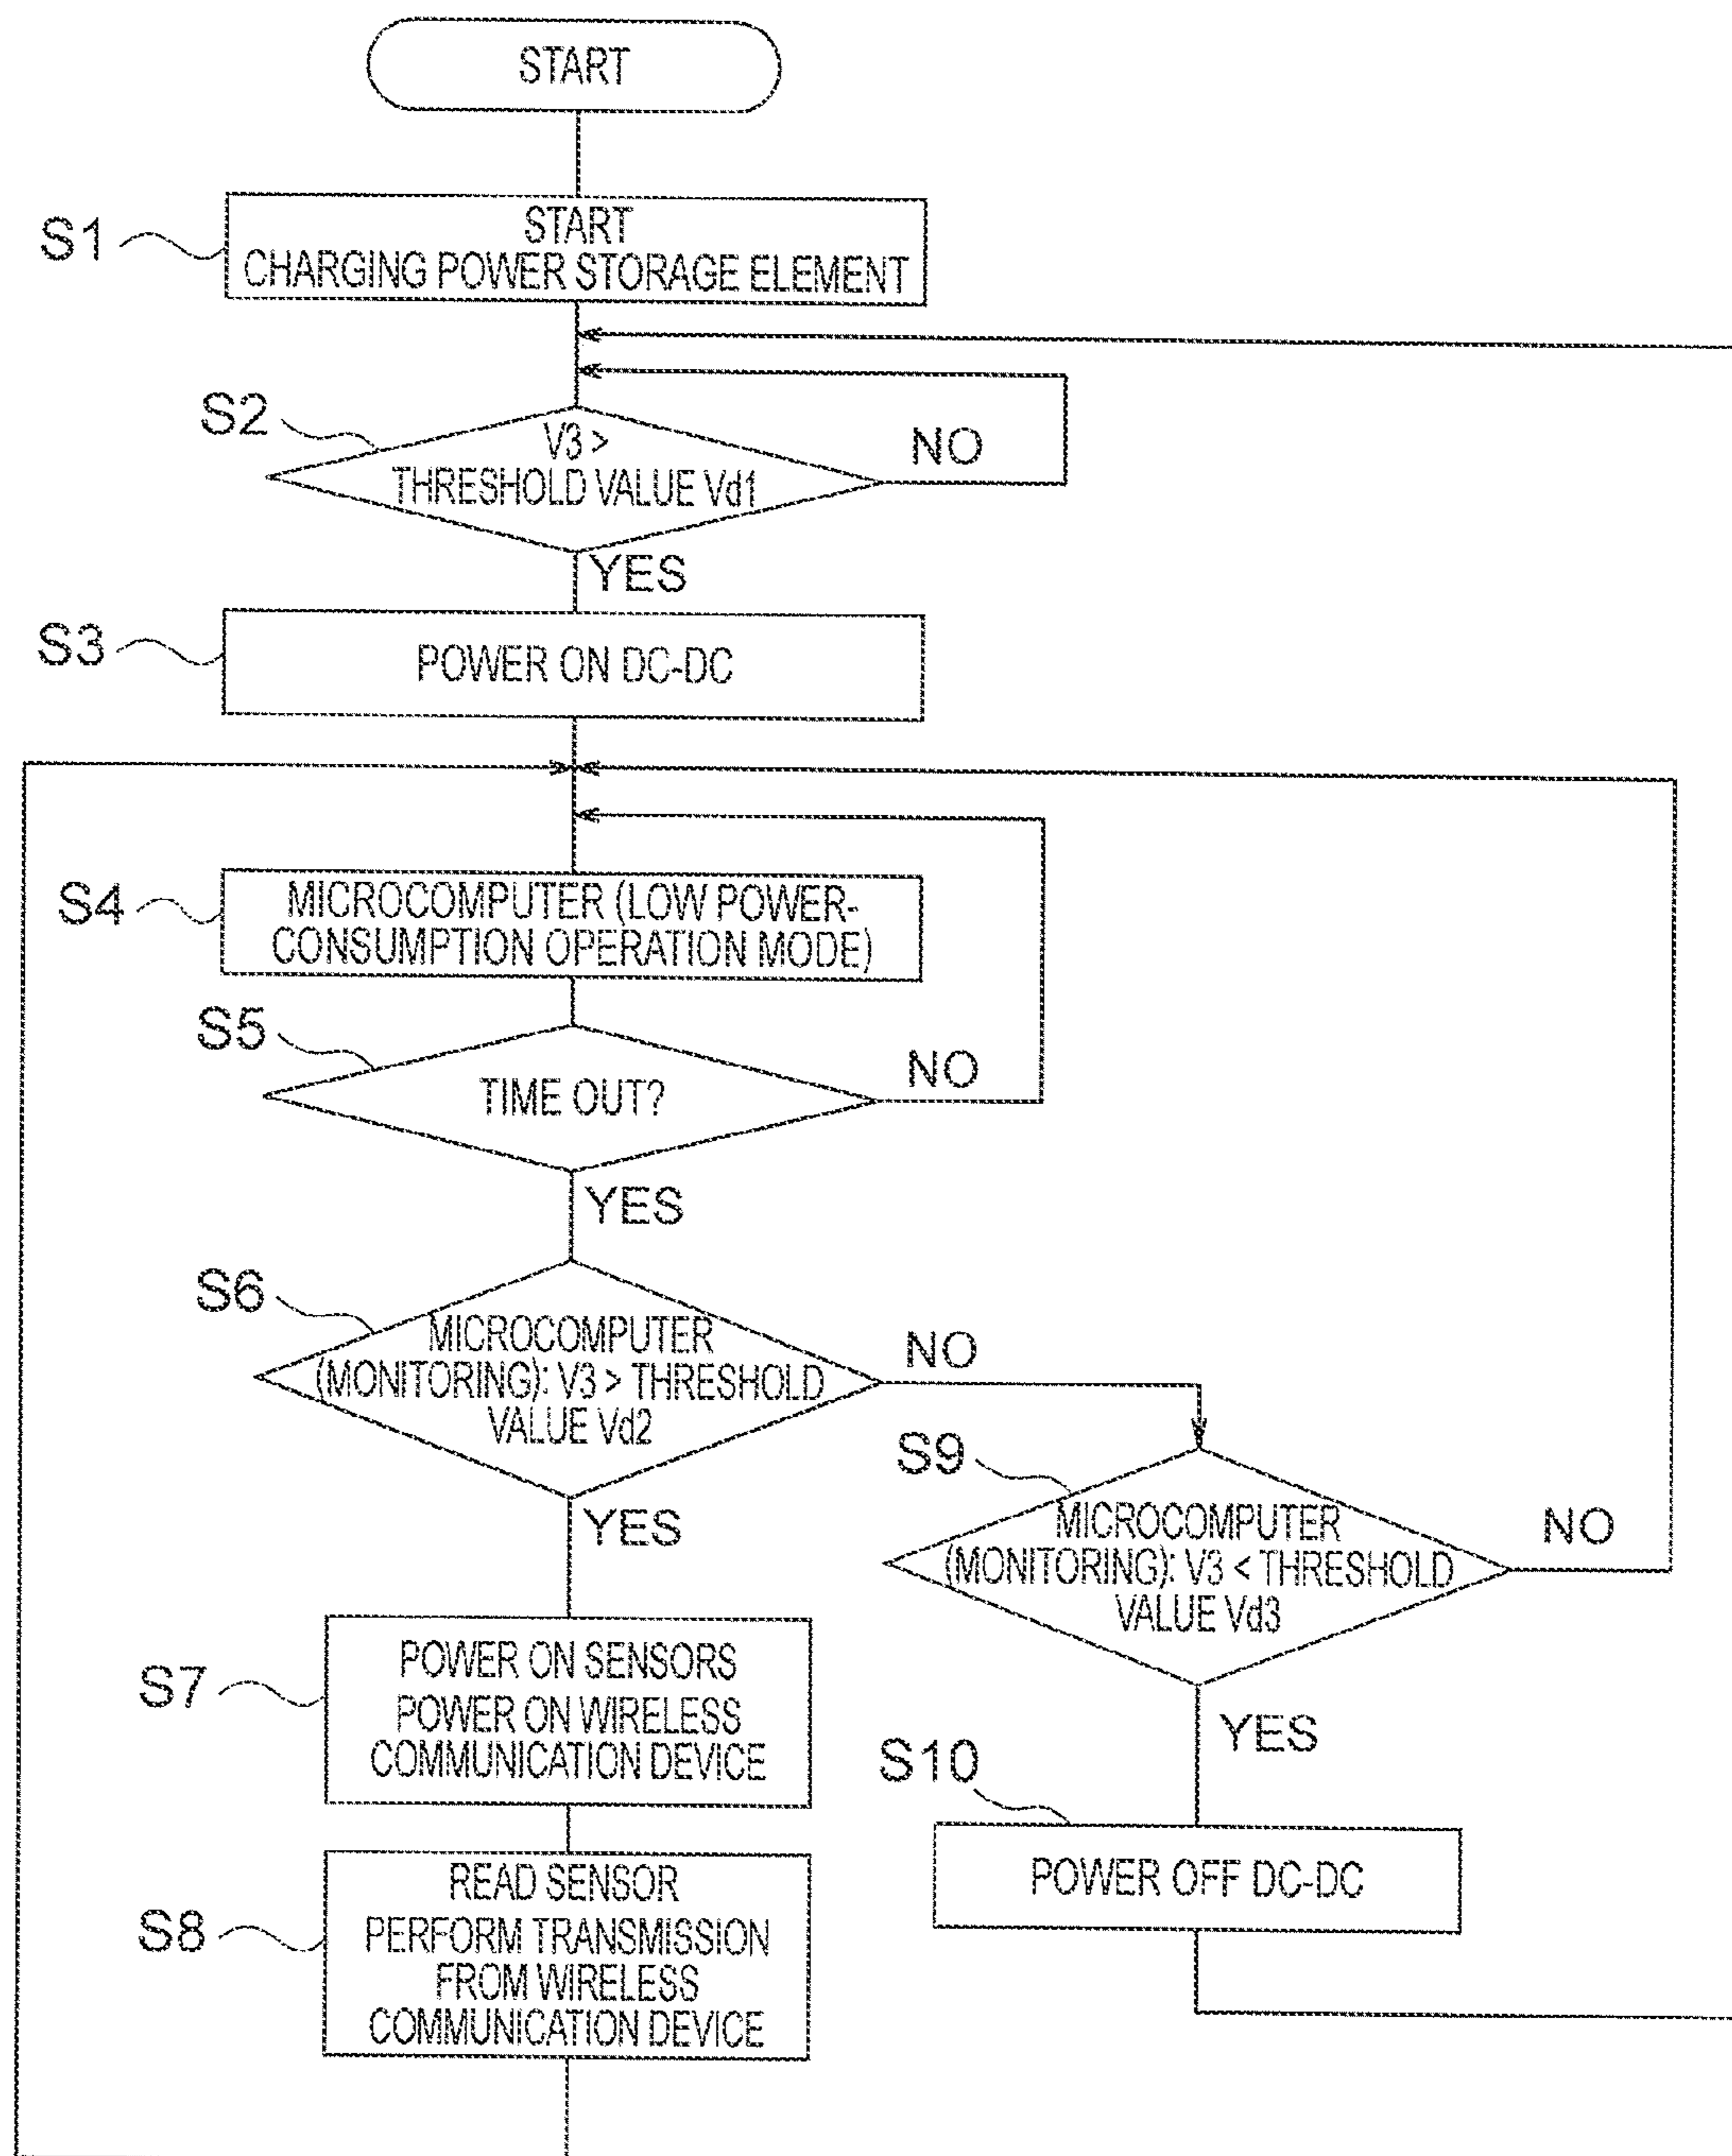 START
S1
START
CHARGING POWER STORAGE ELEMENT
S2
V3 >
THRESHOLD VALUE Vd1
NO
YES
S3
POWER ON DC-DC
S4
MICROCOMPUTER (LOW POWER-
CONSUMPTION OPERATION MODE)
S5
TIME OUT?
NO
YES
S6
MICROCOMPUTER
(MONITORING): V3 > THRESHOLD
VALUE Vd2
NO
YES
S9
MICROCOMPUTER
(MONITORING): V3 < THRESHOLD
VALUE Vd3
NO
YES
S7
POWER ON SENSORS
POWER ON WIRELESS
COMMUNICATION DEVICE
S10
POWER OFF DC-DC
S8
READ SENSOR
PERFORM TRANSMISSION
FROM WIRELESS
COMMUNICATION DEVICE